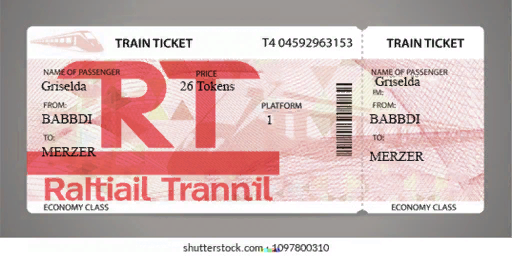 TRAIN TICKET
T4 04592963153
TRAIN TICKET
NAME OF PASSENGER
PRICE
NAME OF PASSENGER
Griselda
26 Tokens
Griselda
FROM:
PLATFORM
FROM:
BABBDI
1
BABBDI
TO:
TO:
MERZER
MERZER
RT
Raltiail Trannil
ECONOMY CLASS
ECONOMY CLASS
shutterstock.com · 1097800310